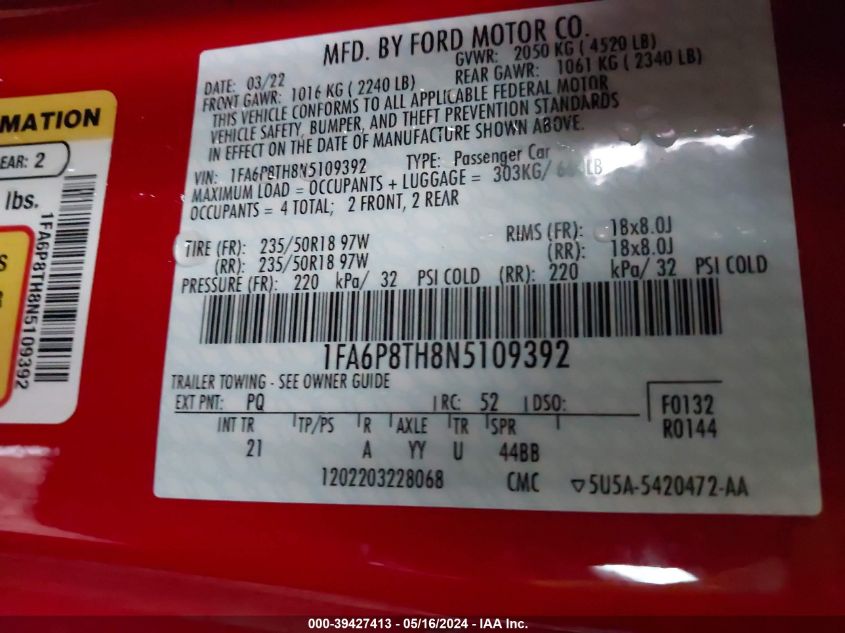 MFD. BY FORD MOTOR CO.
DATE: 03/22 GVWR: 2050 KG ( 4520 LB)
FRONT GAWR: 1016 KG ( 2240 LB) REAR GAWR: 1061 KG ( 2340 LB)
THIS VEHICLE CONFORMS TO ALL APPLICABLE FEDERAL MOTOR
VEHICLE SAFETY, BUMPER, AND THEFT PREVENTION STANDARDS
IN EFFECT ON THE DATE OF MANUFACTURE SHOWN ABOVE.
VIN: 1FA6P8TH8N5109392 TYPE: Passenger Car
MAXIMUM LOAD = OCCUPANTS + LUGGAGE = 303KG/ LB
OCCUPANTS = 4 TOTAL; 2 FRONT, 2 REAR
TIRE (FR): 235/50R18 97W RIMS (FR): 18x8.0J
(RR): 235/50R18 97W (RR): 18x8.0J
PRESSURE (FR): 220 kPa/ 32 PSI COLD (RR): 220 kPa/ 32 PSI COLD
1FA6P8TH8N5109392
TRAILER TOWING - SEE OWNER GUIDE
EXT PNT: PQ RC: 52 DSO: F0132
INT TR TP/PS R AXLE TR SPR R0144
21 A YY U 44BB
1202203228068 CMC ▽5U5A-5420472-AA
MATION
EAR: 2
lbs.
S
R
1FA6P8TH8N5109392
000-39427413 - 05/16/2024 - IAA Inc.